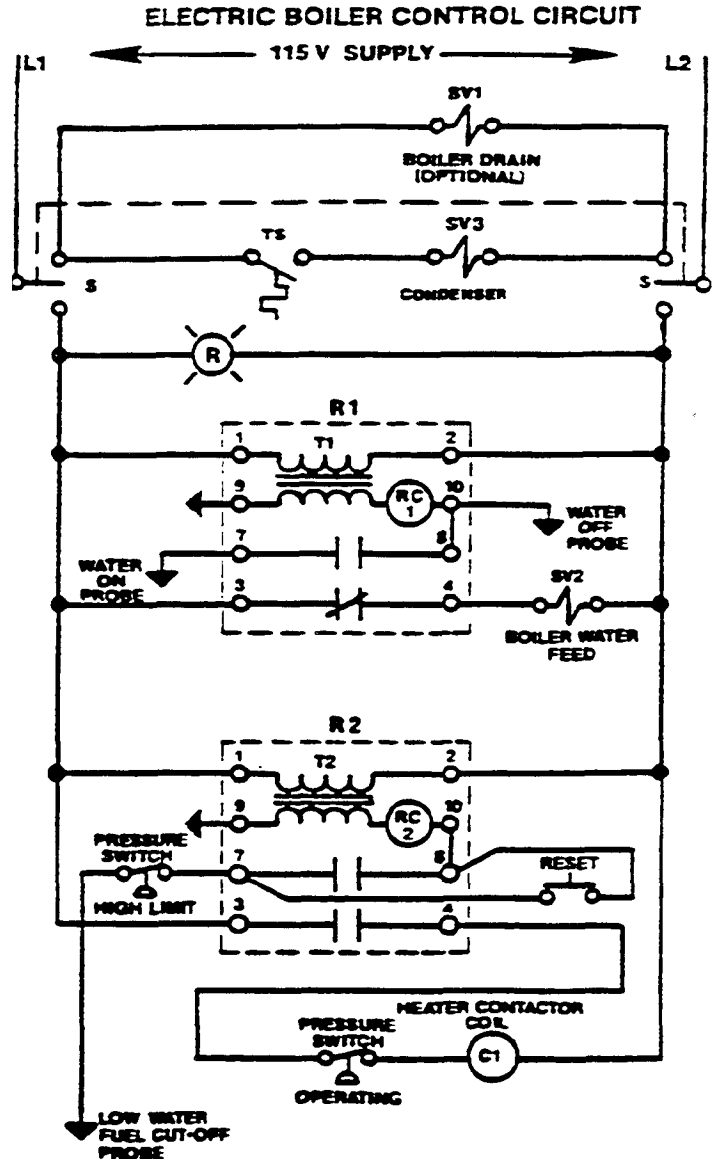 ELECTRIC BOILER CONTROL CIRCUIT
L1
115 V SUPPLY
L2
SV1
BOILER DRAIN
(OPTIONAL)
TS
SV3
CONDENSER
S
S
R
R1
1
T1
2
9
RC
1
10
WATER
OFF
PROBE
7
8
WATER
ON
PROBE
3
4
SV2
BOILER WATER
FEED
R2
1
T2
2
9
RC
2
10
PRESSURE
SWITCH
7
8
RESET
HIGH LIMIT
3
4
HEATER CONTACTOR
COIL
PRESSURE
SWITCH
C1
OPERATING
LOW WATER
FUEL CUT-OFF
PROBE